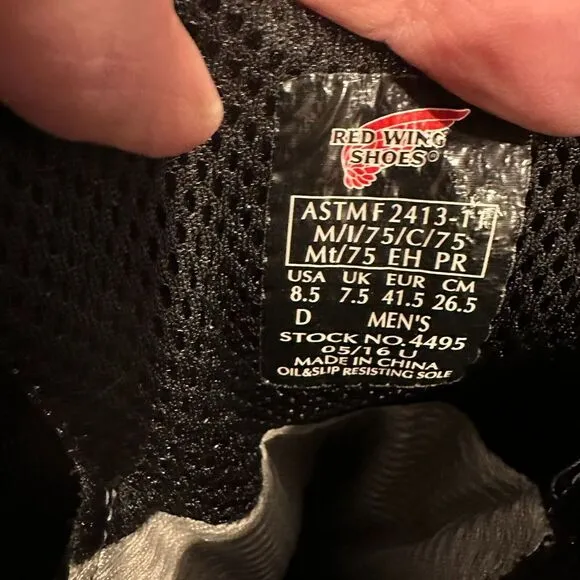 RED WING
SHOES®
ASTM F 2413-11
M/I/75/C/75
Mt/75 EH PR
USA UK EUR CM
8.5 7.5 41.5 26.5
D MEN'S
STOCK NO. 4495
05/16 U
MADE IN CHINA
OIL&SLIP RESISTING SOLE